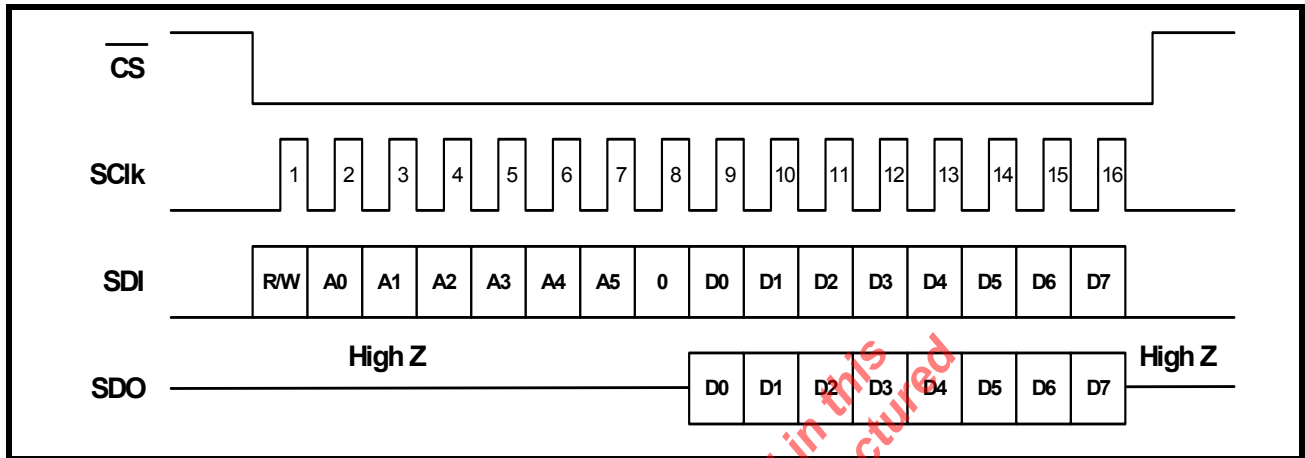 CS
SClk 1 2 3 4 5 6 7 8 9 10 11 12 13 14 15 16
SDI R/W A0 A1 A2 A3 A4 A5 0 D0 D1 D2 D3 D4 D5 D6 D7
High Z High Z
SDO D0 D1 D2 D3 D4 D5 D6 D7
in this
ctured